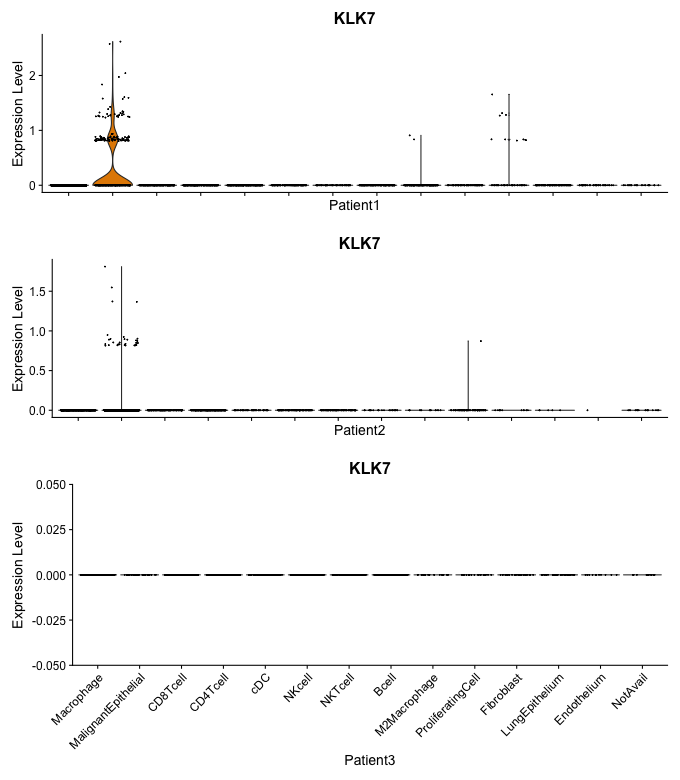 KLK7
Expression Level
2
1
0
Patient1
KLK7
Expression Level
1.5
1.0
0.5
0.0
Patient2
KLK7
Expression Level
0.050
0.025
0.000
-0.025
-0.050
Macrophage
MalignantEpithelial
CD8Tcell
CD4Tcell
cDC
NKcell
NKTcell
Bcell
M2Macrophage
ProliferatingCell
Fibroblast
LungEpithelium
Endothelium
NotAvail
Patient3